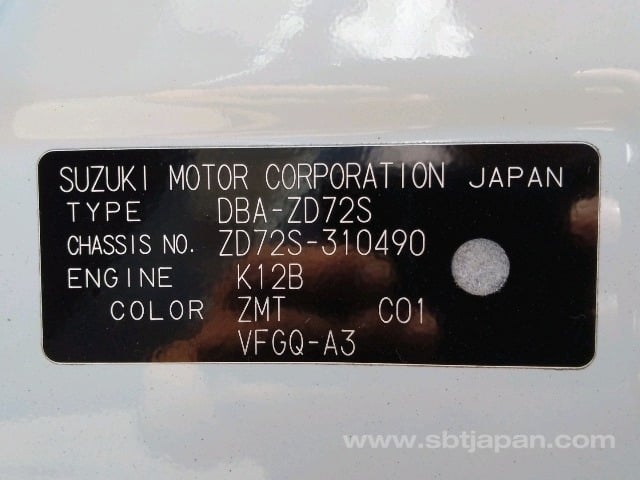 SUZUKI MOTOR CORPORATION JAPAN
TYPE DBA-ZD72S
CHASSIS NO. ZD72S-310490
ENGINE K12B
COLOR ZMT C01
VFGQ-A3
www.sbtjapan.com